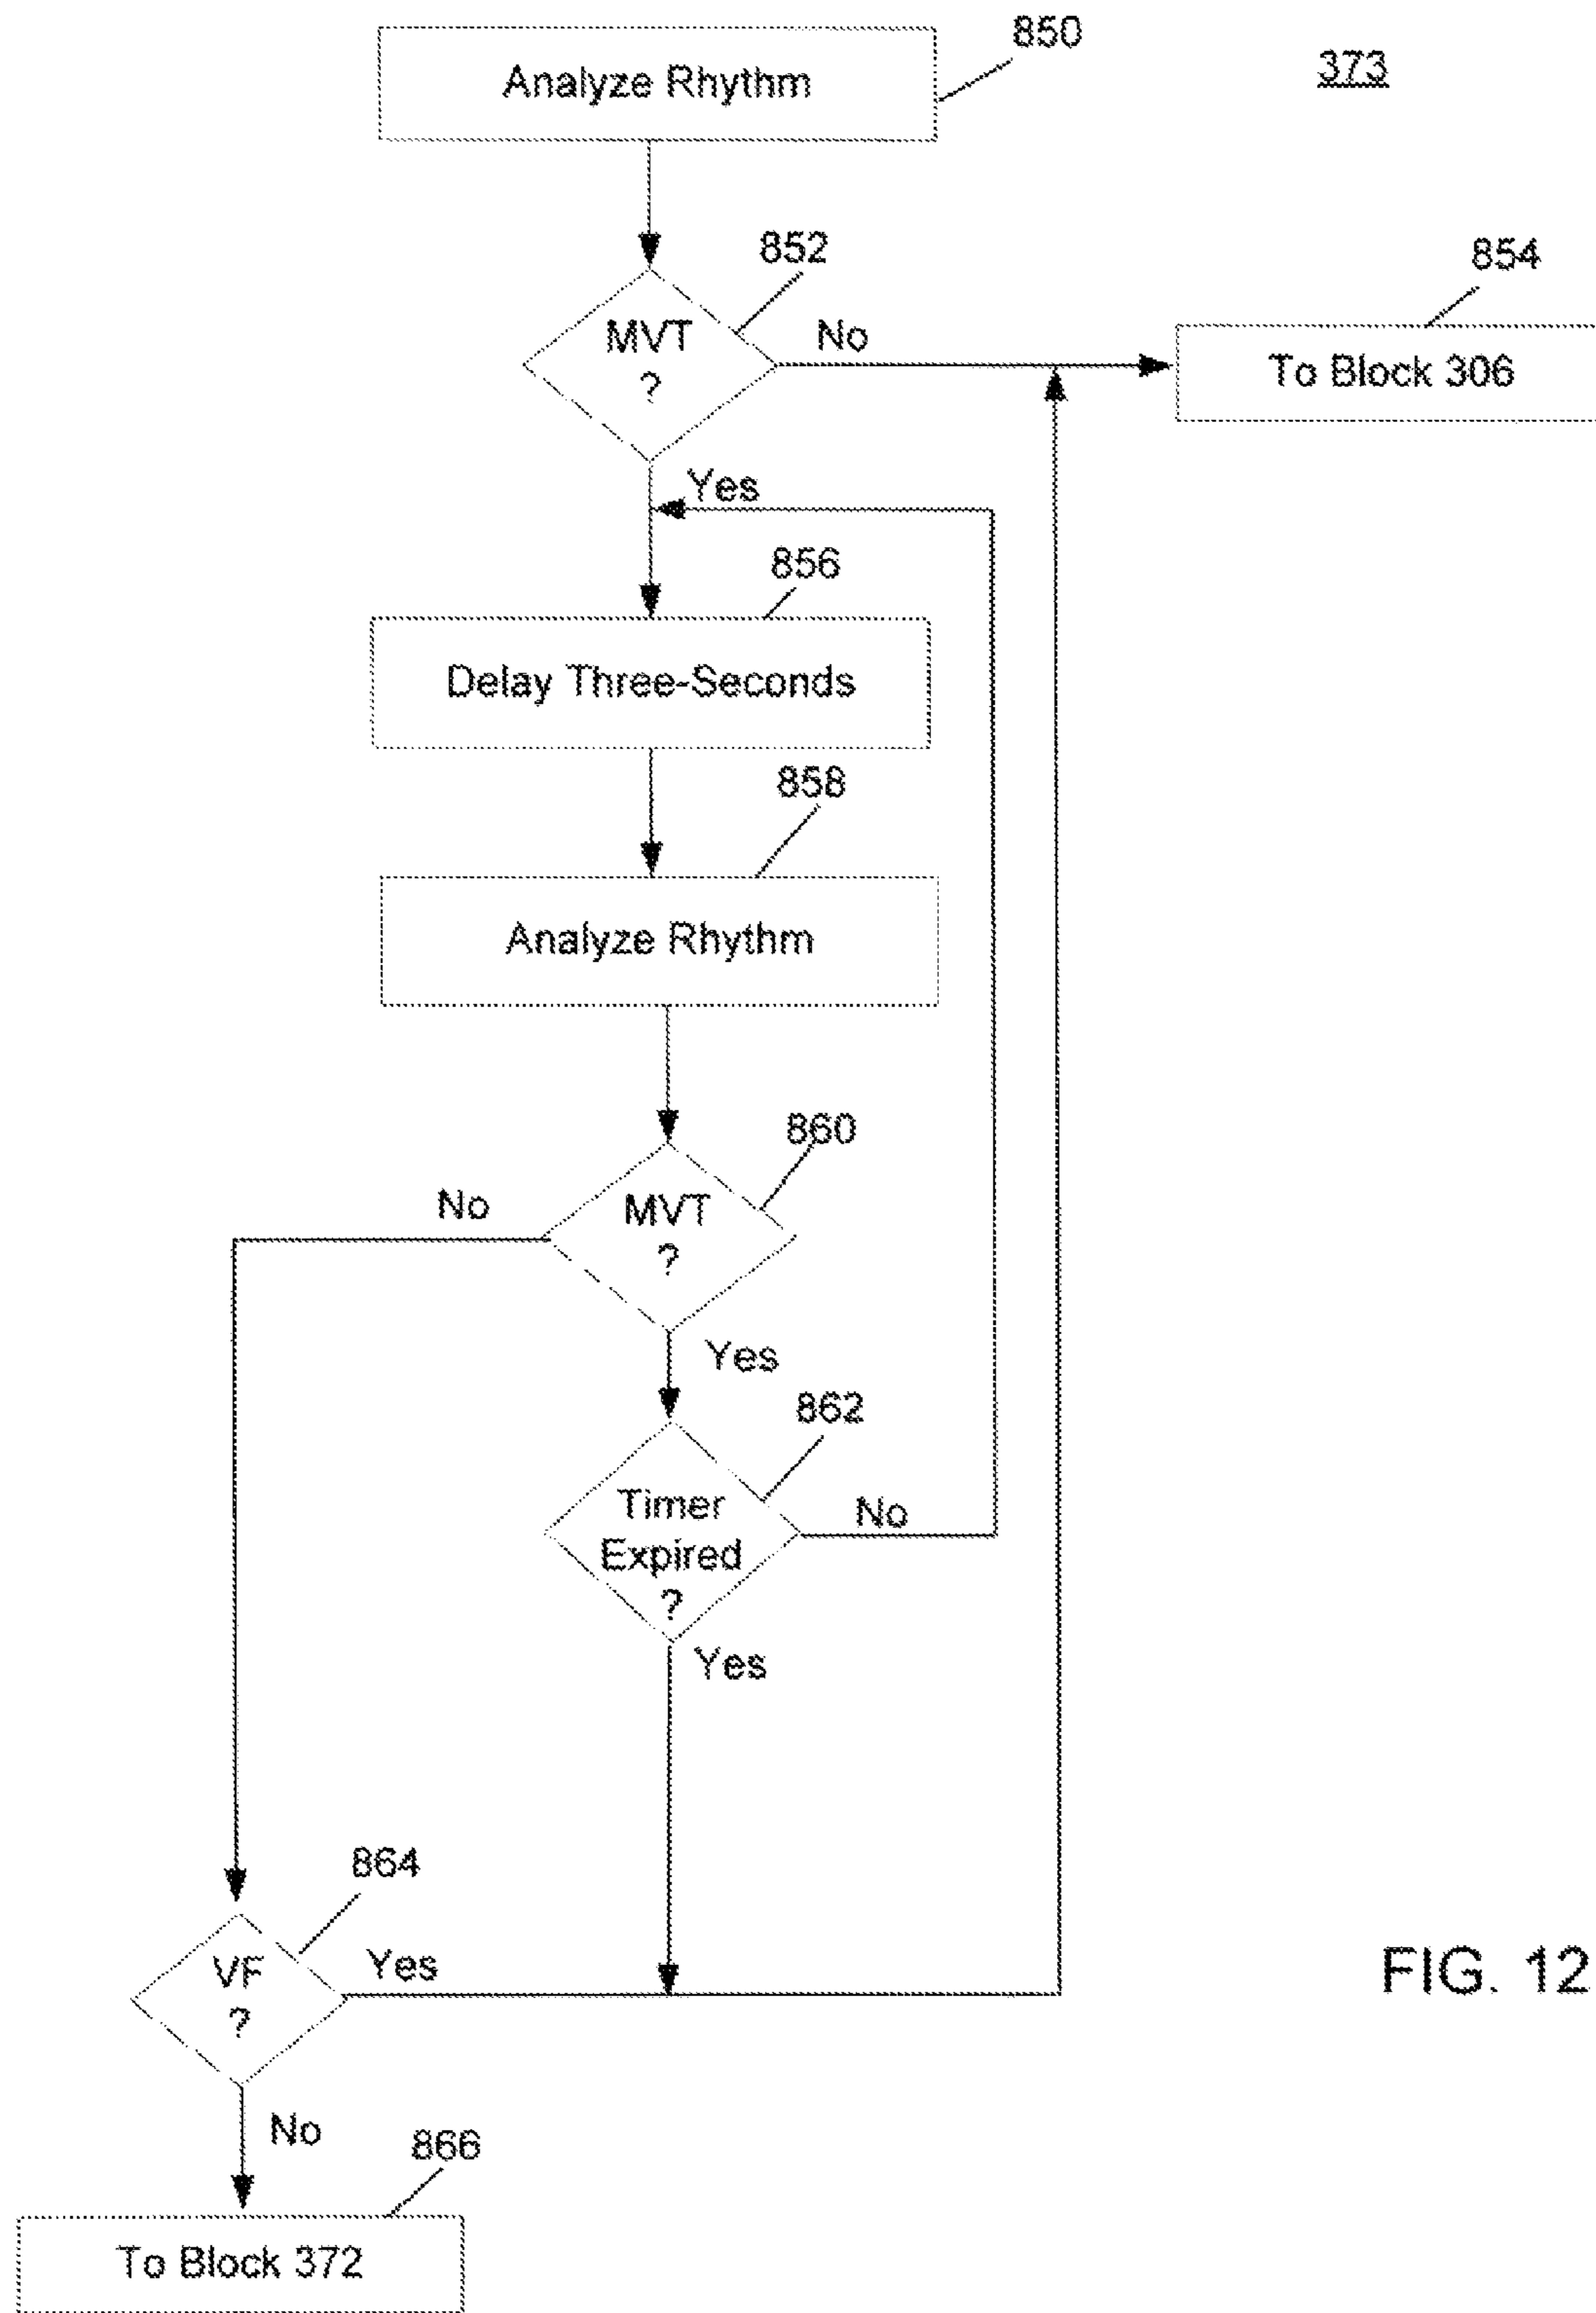 850
373
Analyze Rhythm
852
854
MVT
?
No
To Block 306
Yes
856
Delay Three-Seconds
858
Analyze Rhythm
860
No
MVT
?
Yes
862
Timer
Expired
?
No
Yes
864
VF
?
Yes
FIG. 12
No
866
To Block 372